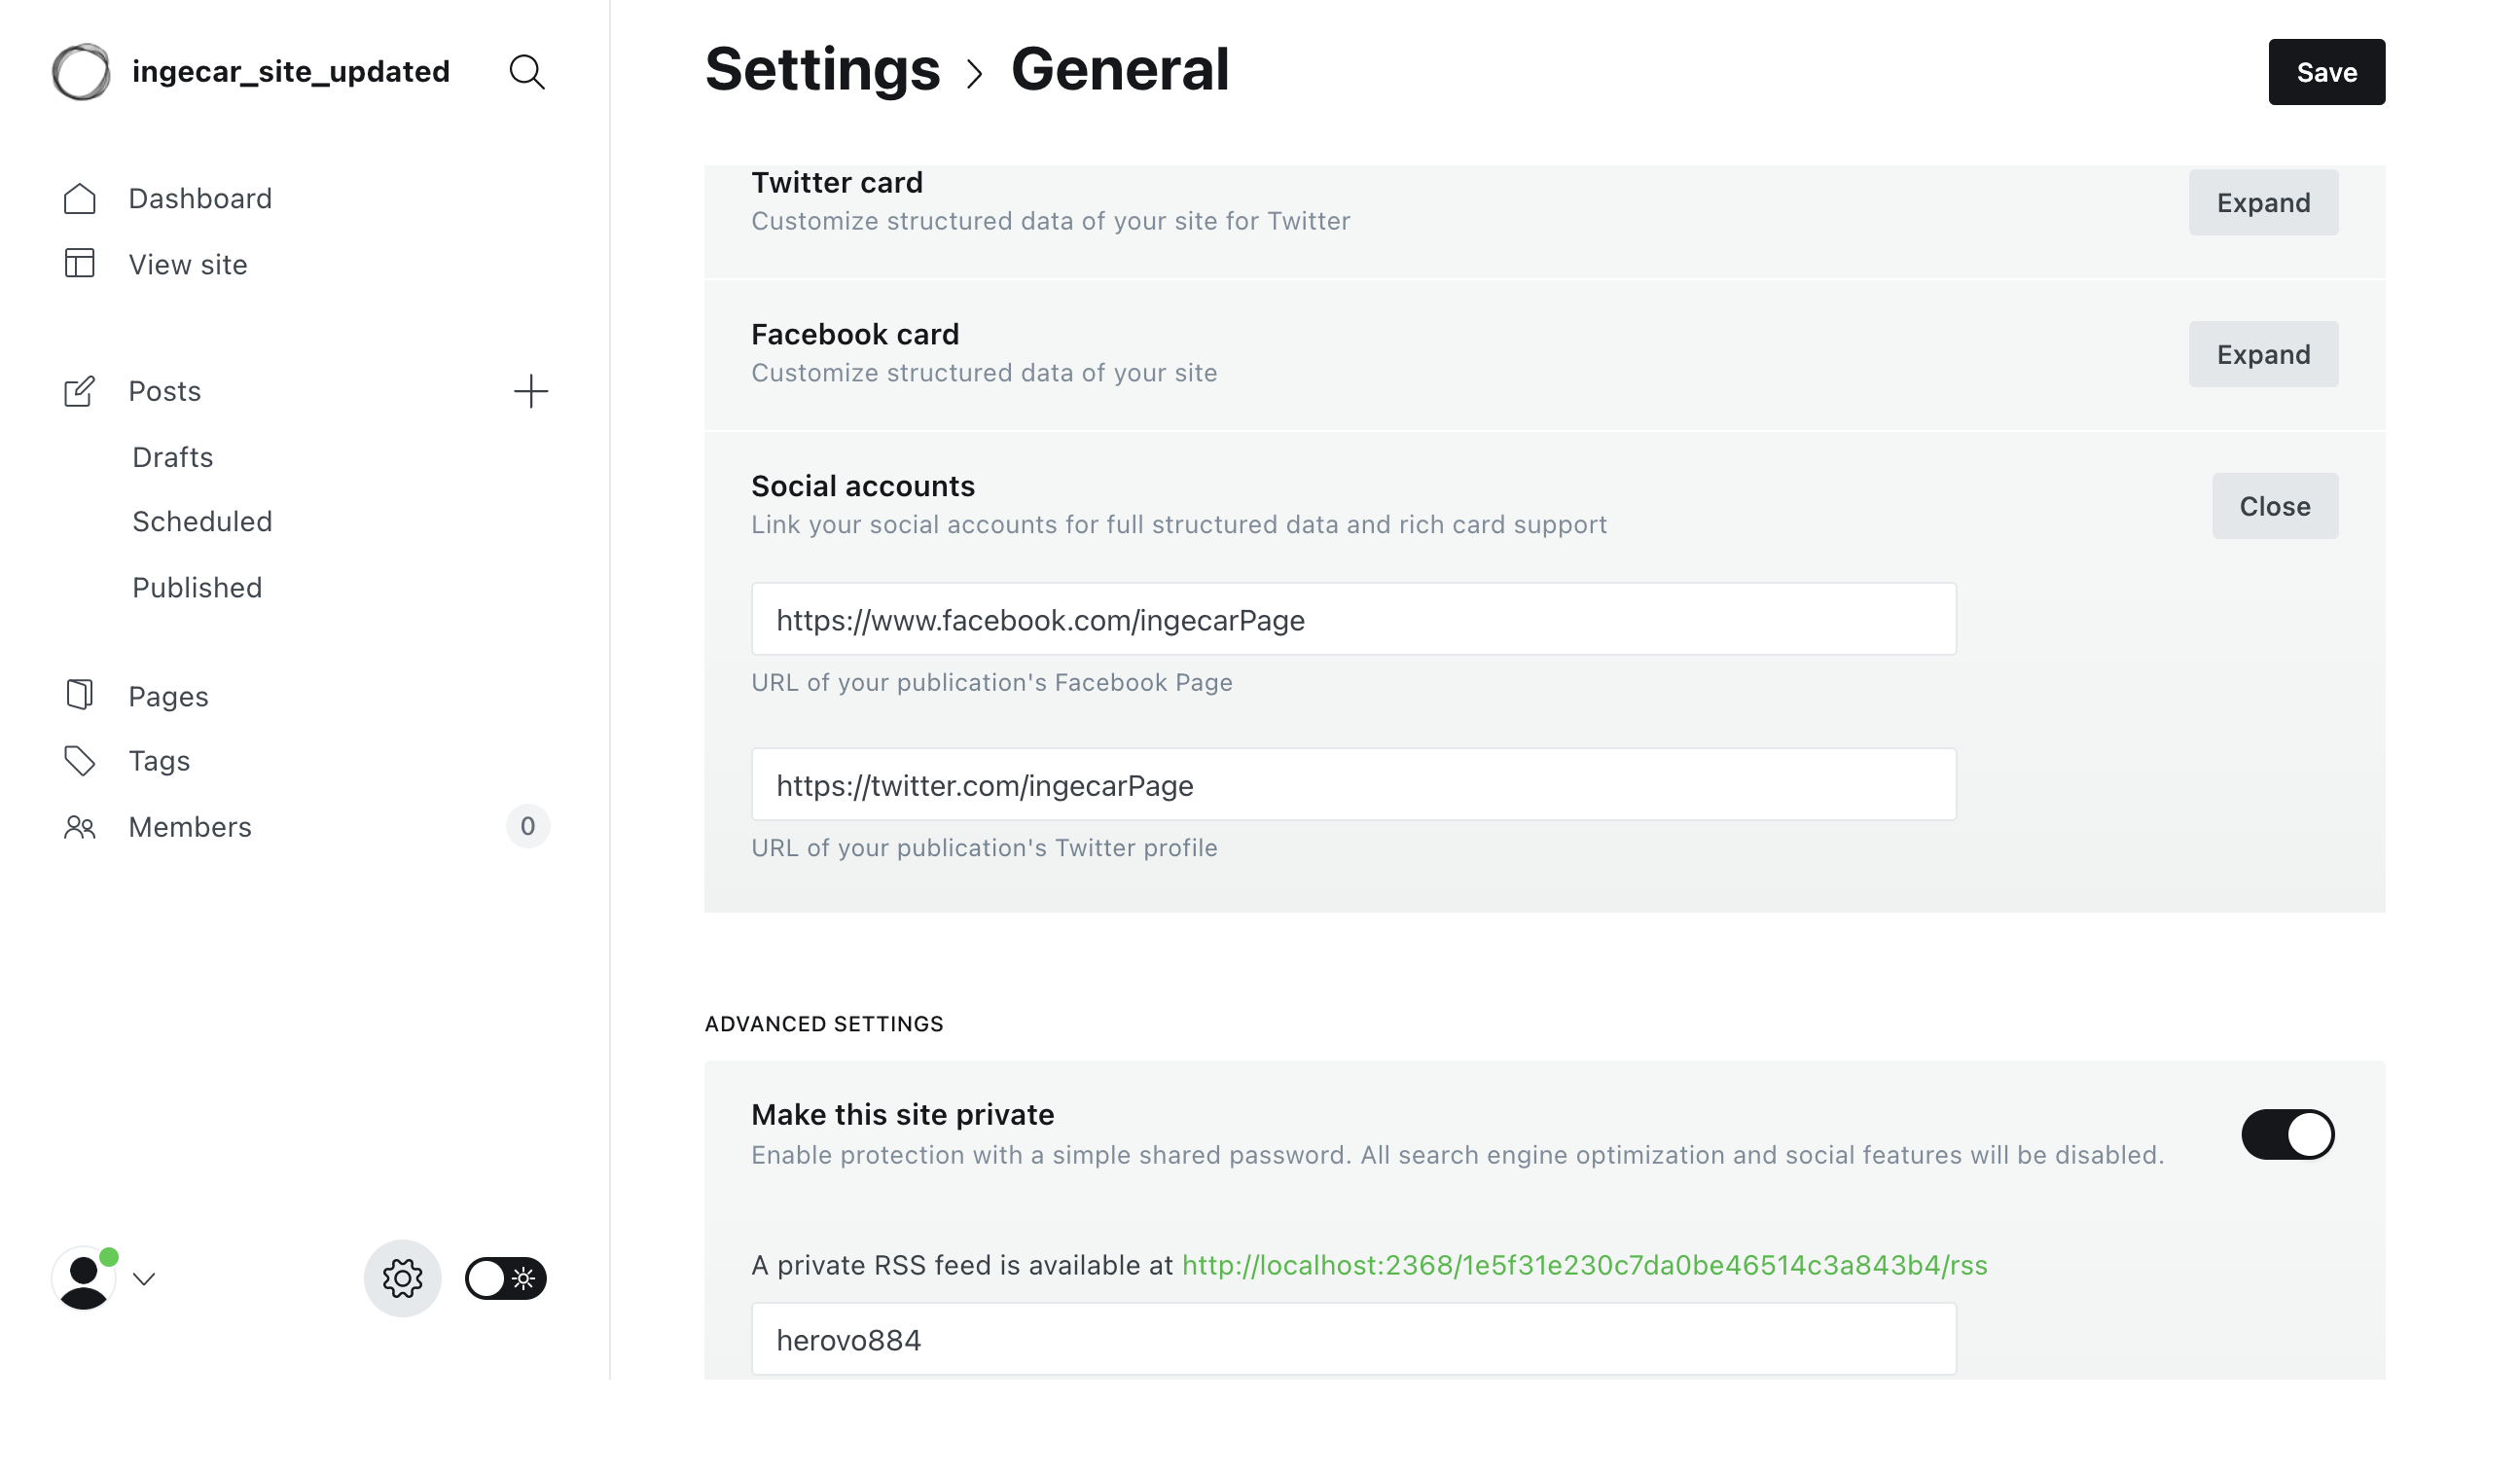 ingecar_site_updated
Dashboard
View site
Posts
Drafts
Scheduled
Published
Pages
Tags
Members
0
Settings > General
Save
Twitter card
Customize structured data of your site for Twitter
Expand
Facebook card
Customize structured data of your site
Expand
Social accounts
Link your social accounts for full structured data and rich card support
Close
https://www.facebook.com/ingecarPage
URL of your publication's Facebook Page
https://twitter.com/ingecarPage
URL of your publication's Twitter profile
ADVANCED SETTINGS
Make this site private
Enable protection with a simple shared password. All search engine optimization and social features will be disabled.
A private RSS feed is available at http://localhost:2368/1e5f31e230c7da0be46514c3a843b4/rss
herovo884